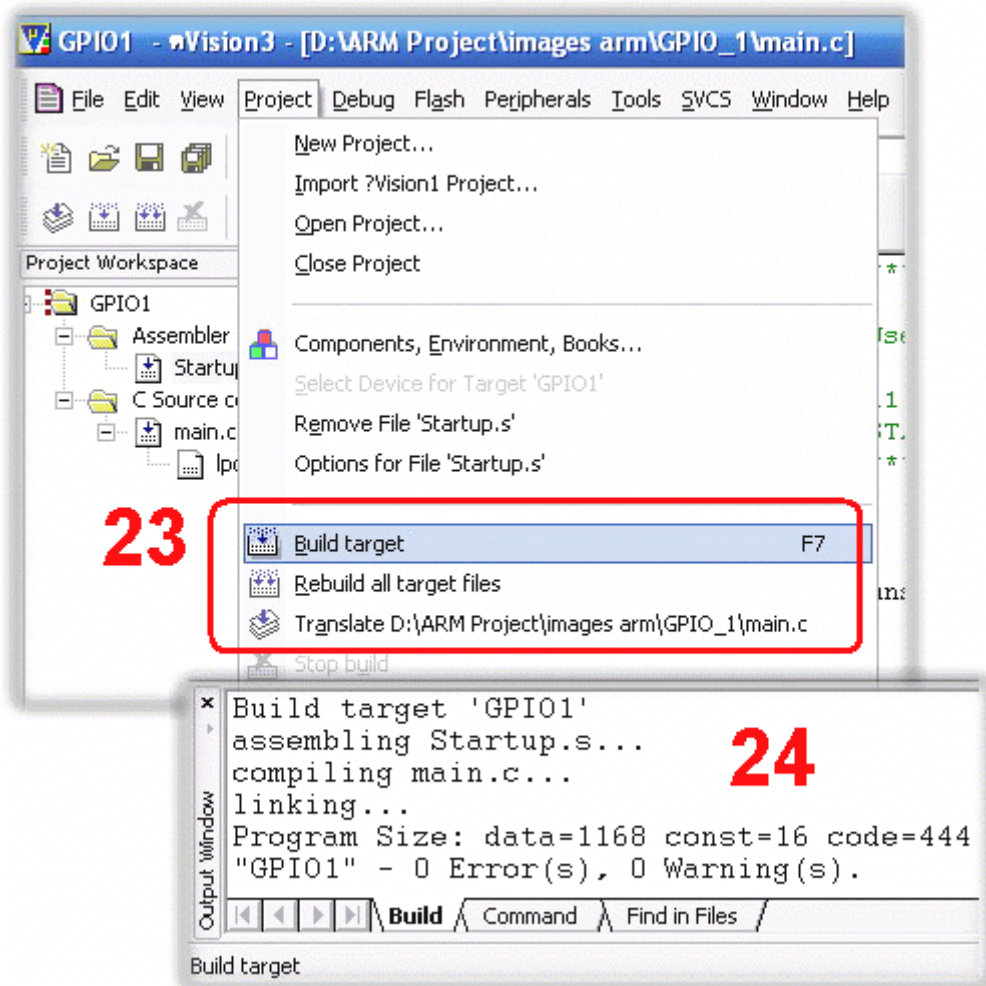 GPIO1 - µVision3 - [D:\ARM Project\images arm\GPIO_1\main.c]
File Edit View Project Debug Flash Peripherals Tools SVCS Window Help
New Project...
Import ?Vision1 Project...
Open Project...
Close Project
Project Workspace
GPIO1
Assembler
Components, Environment, Books...
Select Device for Target 'GPIO1'
C Source
Remove File 'Startup.s'
main.c
Options for File 'Startup.s'
23
Build target F7
Rebuild all target files
Translate D:\ARM Project\images arm\GPIO_1\main.c
Stop build
Build target 'GPIO1'
assembling Startup.s...
24
compiling main.c...
linking...
Program Size: data=1168 const=16 code=444
"GPIO1" - 0 Error(s), 0 Warning(s).
Output Window
Build Command Find in Files
Build target